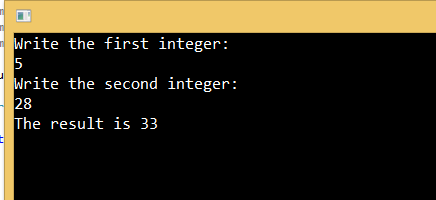 Write the first integer:
5
Write the second integer:
28
The result is 33